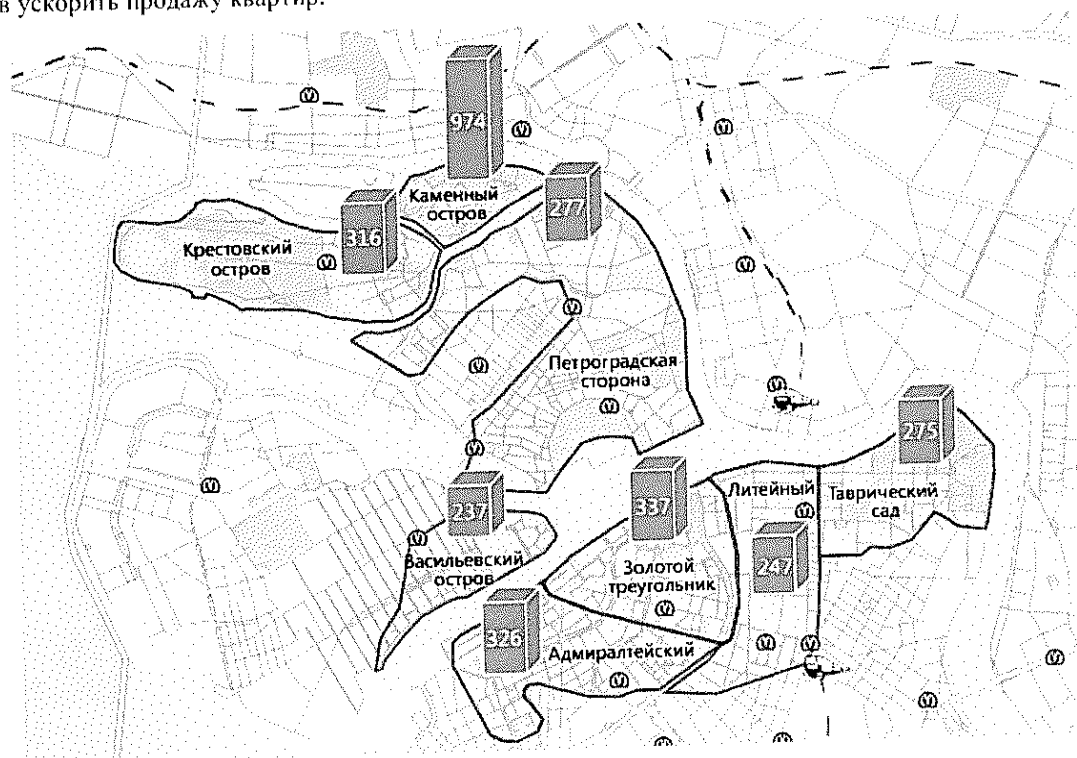 в ускорить продажу квартир.
974
Каменный
остров
277
316
Крестовский
остров
Петроградская
сторона
275
237
337
Литейный
Таврический
сад
Васильевский
остров
Золотой
треугольник
247
326
Адмиралтейский